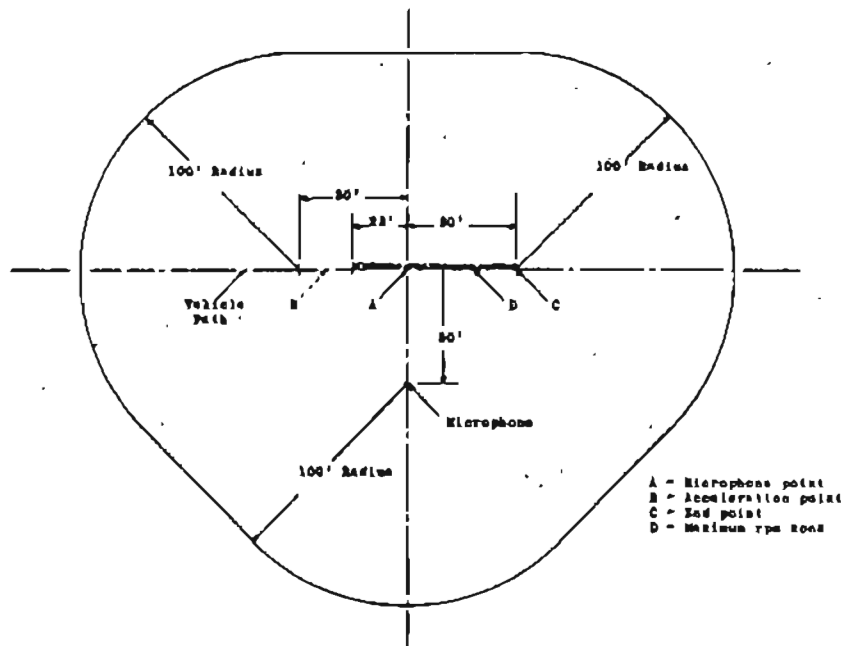 100' Radius
100' Radius
50'
25'
50'
Vehicle
Path
B
A
D
C
50'
Microphone
100' Radius
A - Microphone point
B - Acceleration point
C - End point
D - Maximum rpm zone